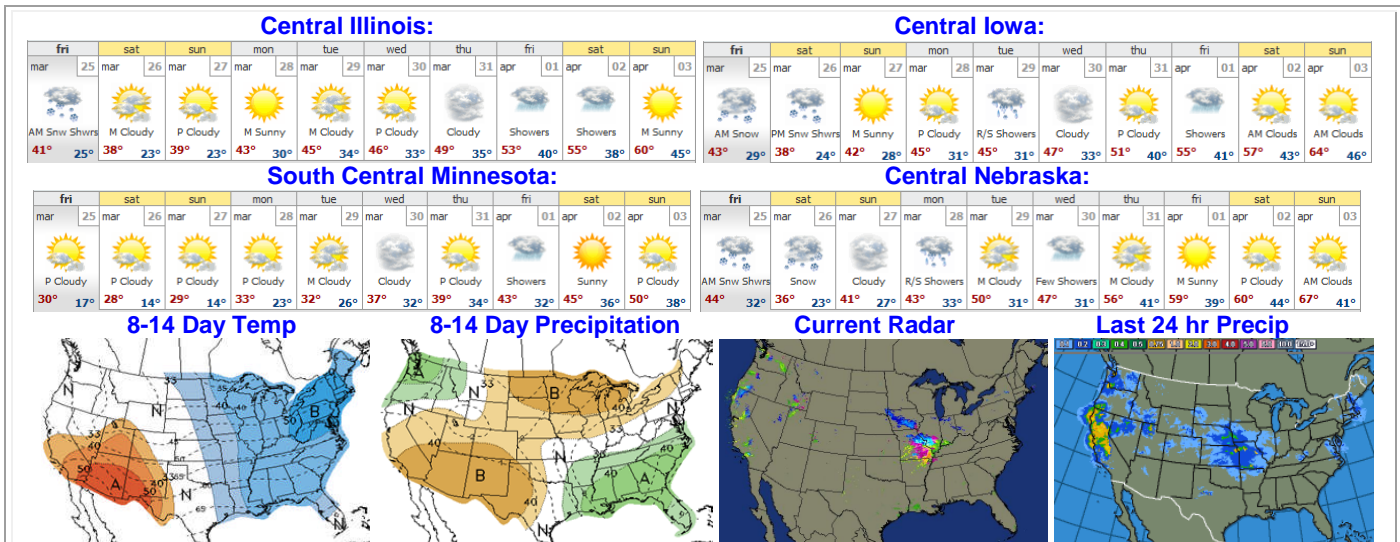 Central Illinois: Central Iowa:
fri sat sun mon tue wed thu fri sat sun
mar 25 mar 26 mar 27 mar 28 mar 29 mar 30 mar 31 apr 01 apr 02 apr 03
AM Snw Shwrs M Cloudy P Cloudy M Sunny M Cloudy P Cloudy Cloudy Showers Showers M Sunny
41° 25° 38° 23° 39° 23° 43° 30° 45° 34° 46° 33° 49° 35° 53° 40° 55° 38° 60° 45°
fri sat sun mon tue wed thu fri sat sun
mar 25 mar 26 mar 27 mar 28 mar 29 mar 30 mar 31 apr 01 apr 02 apr 03
AM Snow PM Snw Shwrs M Sunny P Cloudy R/S Showers Cloudy P Cloudy Showers AM Clouds AM Clouds
43° 29° 38° 24° 42° 28° 45° 31° 45° 31° 47° 33° 51° 40° 55° 41° 57° 43° 64° 46°
South Central Minnesota: Central Nebraska:
fri sat sun mon tue wed thu fri sat sun
mar 25 mar 26 mar 27 mar 28 mar 29 mar 30 mar 31 apr 01 apr 02 apr 03
P Cloudy P Cloudy P Cloudy P Cloudy M Cloudy Cloudy P Cloudy Showers Sunny P Cloudy
30° 17° 28° 14° 29° 14° 33° 23° 32° 26° 37° 32° 39° 34° 43° 32° 45° 36° 50° 38°
fri sat sun mon tue wed thu fri sat sun
mar 25 mar 26 mar 27 mar 28 mar 29 mar 30 mar 31 apr 01 apr 02 apr 03
AM Snw Shwrs Snow Cloudy R/S Showers M Cloudy Few Showers M Cloudy M Sunny P Cloudy AM Clouds
44° 32° 36° 23° 41° 27° 43° 33° 50° 31° 47° 31° 56° 41° 59° 39° 60° 44° 67° 41°
8-14 Day Temp 8-14 Day Precipitation Current Radar Last 24 hr Precip
N N 33 40 B 50 33 40 50 A 50 40 N N
A N 33 40 B 40 33 40 B N A 40 N